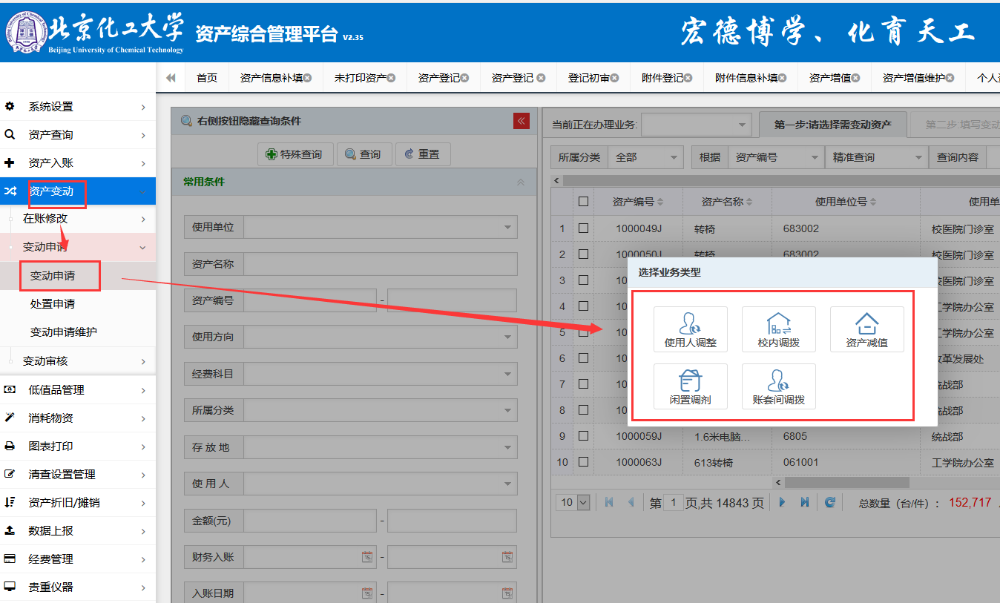 北京化工大学
Beijing University of Chemical Technology
资产综合管理平台 V2.35
宏德博学、化育天工
首页 资产信息补填 未打印资产 资产登记 资产登记 登记初审 附件登记 附件信息补填 资产增值 资产增值维护 个人
系统设置
资产查询
资产入账
资产变动
在账修改
变动申请
变动申请
处置申请
变动申请维护
变动审核
低值品管理
消耗物资
图表打印
清查设置管理
资产折旧/摊销
数据上报
经费管理
贵重仪器
右侧按钮隐藏查询条件
特殊查询 查询 重置
常用条件
使用单位
资产名称
资产编号 -
使用方向
经费科目
所属分类
存 放 地
使 用 人
金额(元) -
财务入账 15 - 15
入账日期 15 - 15
当前正在办理业务: 第一步:请选择需变动资产 第二步:填写变动
所属分类 全部 根据 资产编号 精准查询 查询内容
资产编号 资产名称 使用单位号 使用单
1 1000049J 转椅 683002 校医院门诊室
2 1000050J 转椅 683002 校医院门诊室
3 10 医院门诊室
4 10 工学院办公室
5 10 工学院办公室
6 10 革发展处
7 10 统战部
8 10 统战部
9 1000059J 1.6米电脑... 6805 统战部
10 1000063J 613转椅 061001 工学院办公室
10 第 1 页,共 14843 页 总数量（台/件）: 152,717
选择业务类型
使用人调整 校内调拨 资产减值
闲置调剂 账套间调拨